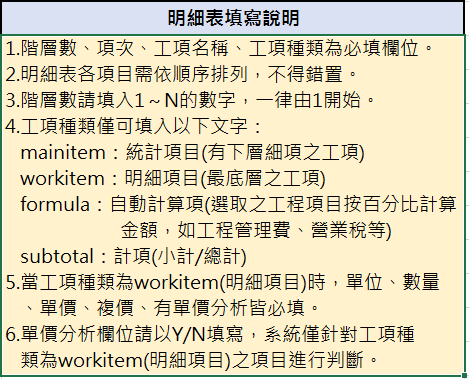 明細表填寫說明
1.階層數、項次、工項名稱、工項種類為必填欄位。
2.明細表各項目需依順序排列，不得錯置。
3.階層數請填入1～N的數字，一律由1開始。
4.工項種類僅可填入以下文字：
mainitem：統計項目(有下層細項之工項)
workitem：明細項目(最底層之工項)
formula：自動計算項(選取之工程項目按百分比計算
金額，如工程管理費、營業稅等)
subtotal：計項(小計/總計)
5.當工項種類為workitem(明細項目)時，單位、數量
、單價、複價、有單價分析皆必填。
6.單價分析欄位請以Y/N填寫，系統僅針對工項種
類為workitem(明細項目)之項目進行判斷。